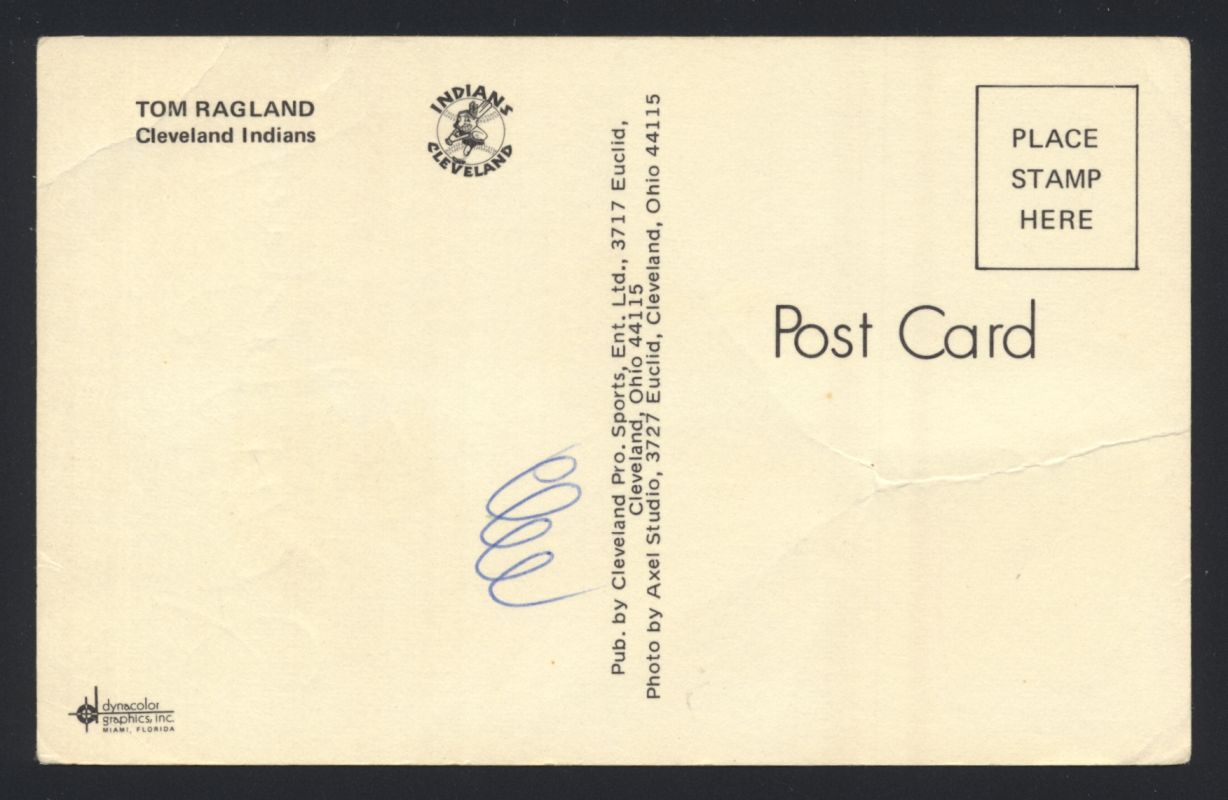 TOM RAGLAND
Cleveland Indians
INDIANS
CLEVELAND
Pub. by Cleveland Pro. Sports, Ent. Ltd., 3717 Euclid,
Cleveland, Ohio 44115
Photo by Axel Studio, 3727 Euclid, Cleveland, Ohio 44115
PLACE
STAMP
HERE
Post Card
dynacolor
graphics, inc.
MIAMI, FLORIDA